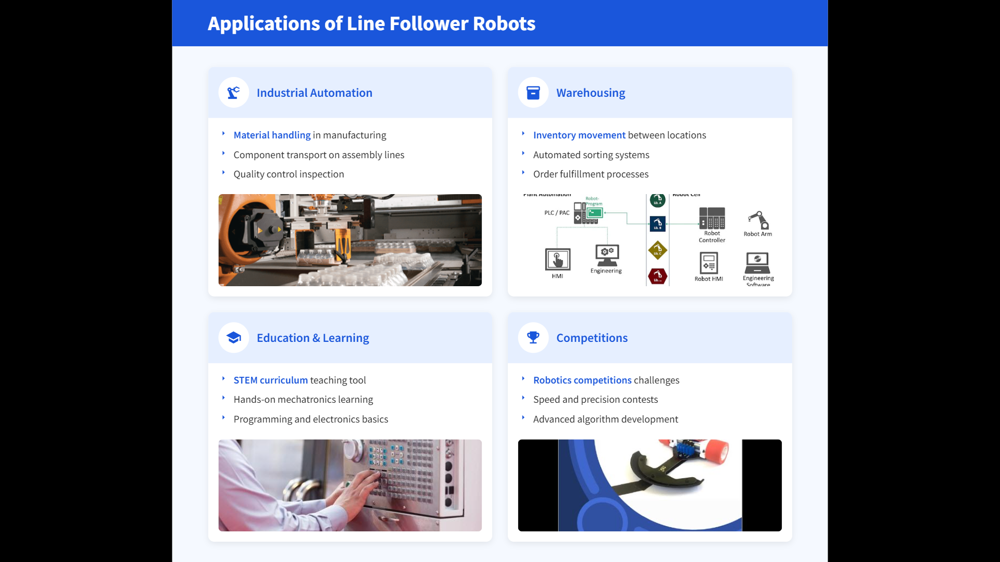 Applications of Line Follower Robots
Industrial Automation
Material handling in manufacturing
Component transport on assembly lines
Quality control inspection
Warehousing
Inventory movement between locations
Automated sorting systems
Order fulfillment processes
Plant Automation
Robot Cell
Robot-
Program
PLC / PAC
HMI
Engineering
Lib. A
Lib. B
Lib. C
Lib. ...
Robot
Controller
Robot Arm
Robot HMI
Engineering
Software
Education & Learning
STEM curriculum teaching tool
Hands-on mechatronics learning
Programming and electronics basics
Competitions
Robotics competitions challenges
Speed and precision contests
Advanced algorithm development